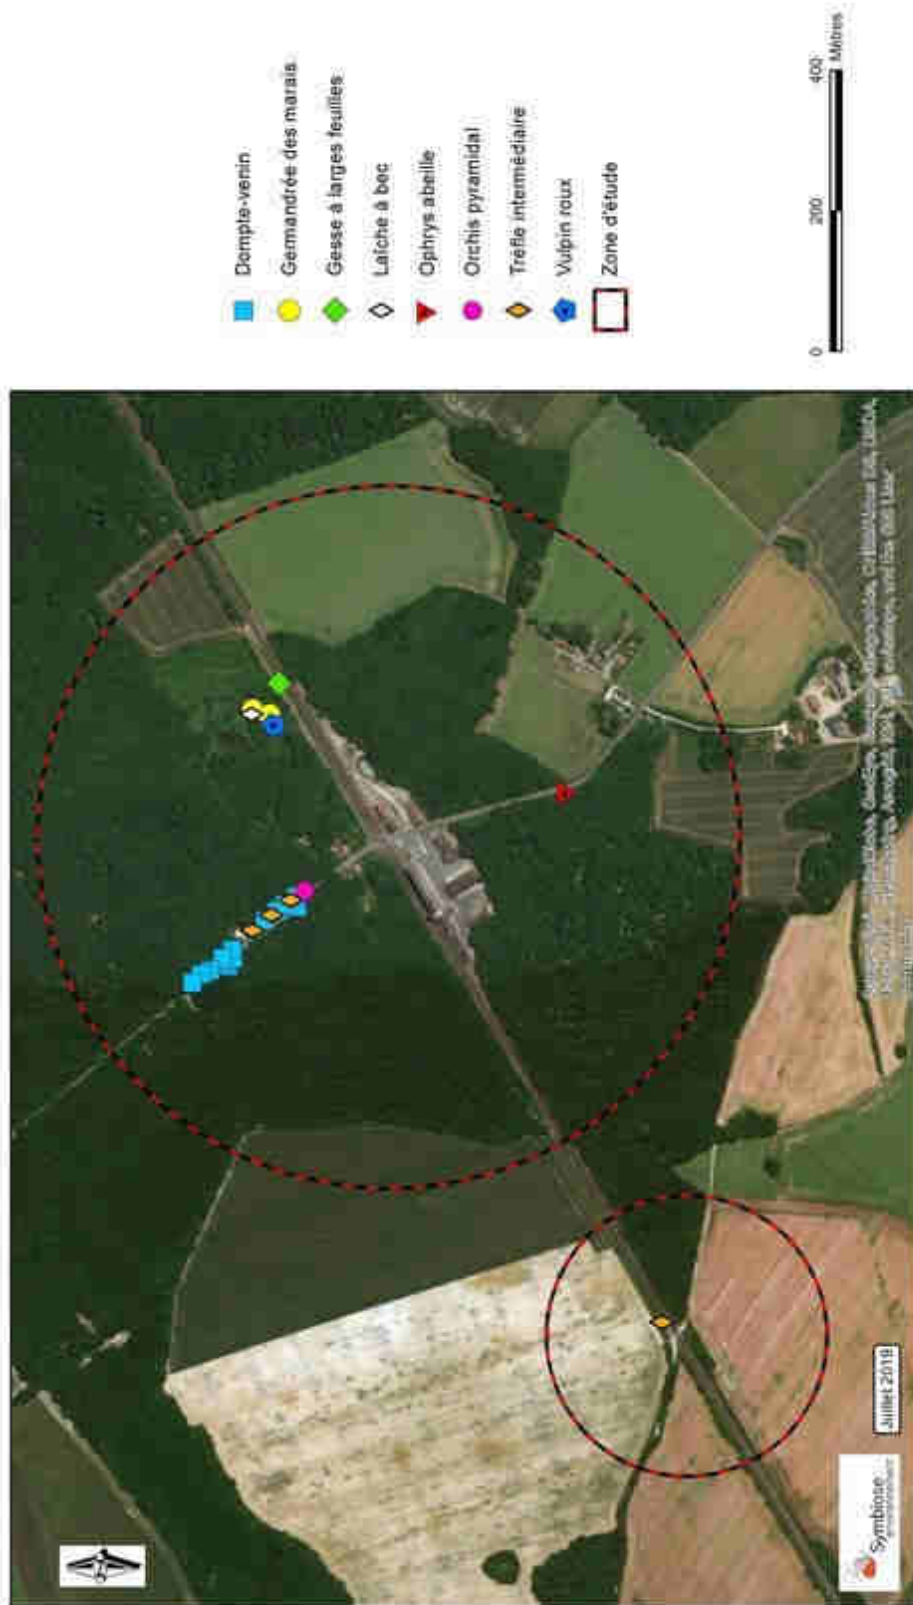 Dompte-venin
Germandrée des marais
Gesse à larges feuilles
Laîche à bec
Ophrys abeille
Orchis pyramidal
Trèfle intermédiaire
Vulpin roux
Zone d'étude
0 200 400
Mètres
Symbiose
environnement
Juillet 2019